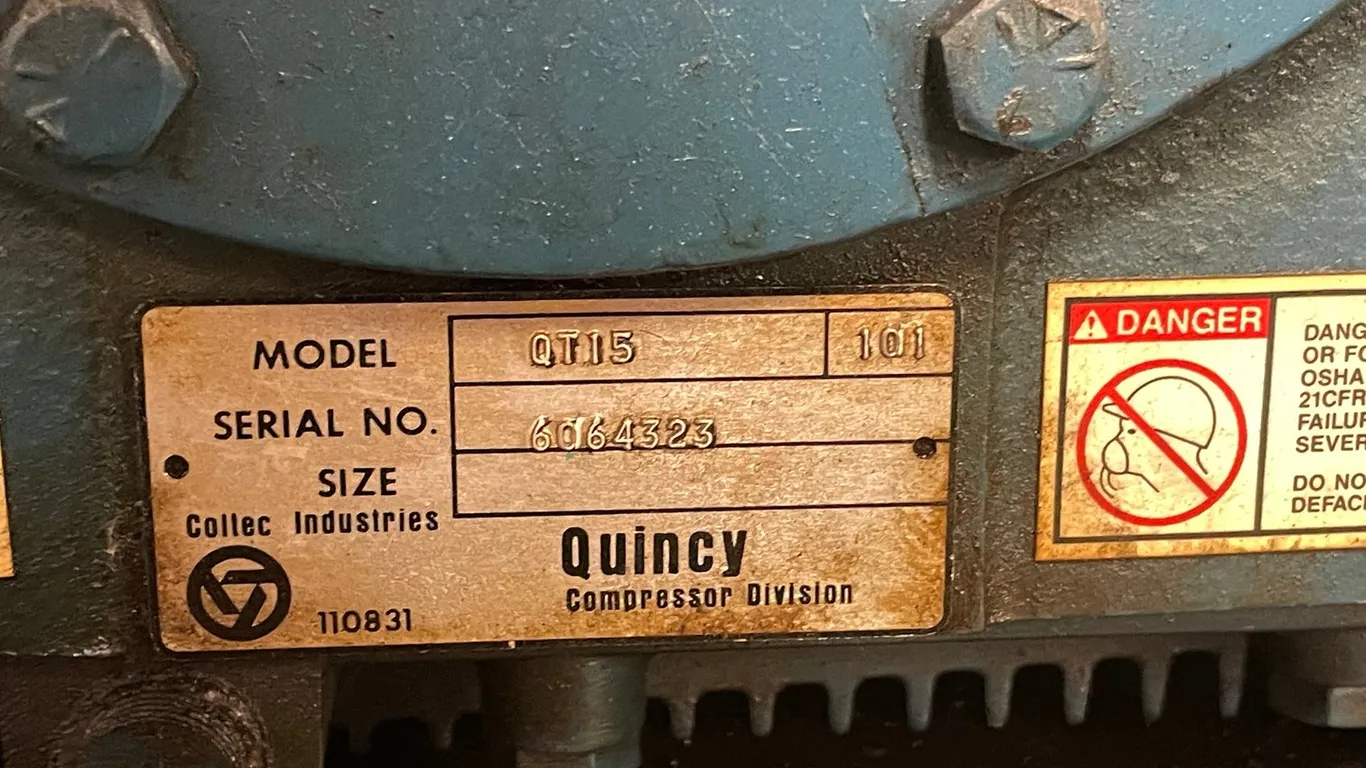 MODEL QT15 101
SERIAL NO. 6064323
SIZE
Coltec Industries
Quincy
Compressor Division
110831
DANGER
DANG
OR FO
OSHA
21CFR
FAILUR
SEVER
DO NO
DEFAC